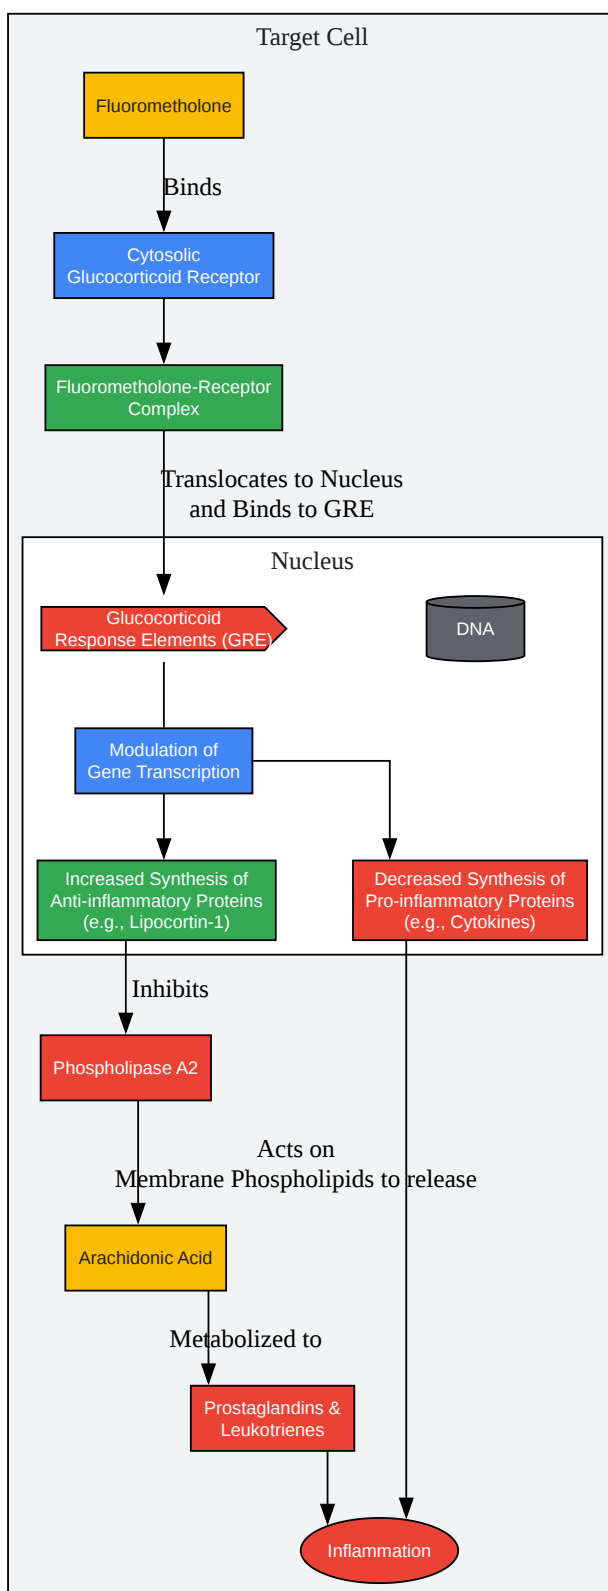 Target Cell
Fluorometholone
Binds
Cytosolic
Glucocorticoid Receptor
Fluorometholone-Receptor
Complex
Translocates to Nucleus
and Binds to GRE
Nucleus
Glucocorticoid
Response Elements (GRE)
DNA
Modulation of
Gene Transcription
Increased Synthesis of
Anti-inflammatory Proteins
(e.g., Lipocortin-1)
Decreased Synthesis of
Pro-inflammatory Proteins
(e.g., Cytokines)
Inhibits
Phospholipase A2
Acts on
Membrane Phospholipids to release
Arachidonic Acid
Metabolized to
Prostaglandins &
Leukotrienes
Inflammation